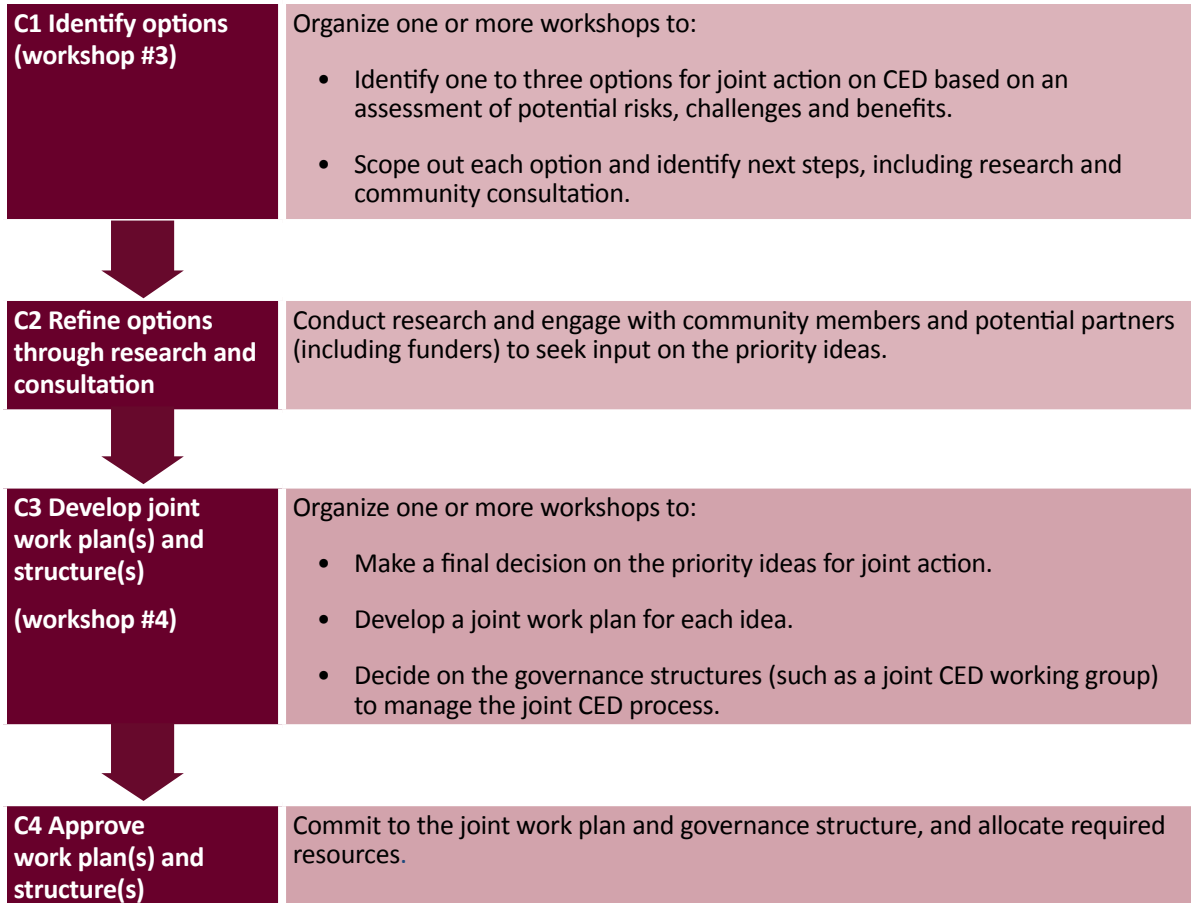 C1 Identify options
(workshop #3)
Organize one or more workshops to:
• Identify one to three options for joint action on CED based on an
assessment of potential risks, challenges and benefits.
• Scope out each option and identify next steps, including research and
community consultation.
C2 Refine options
through research and
consultation
Conduct research and engage with community members and potential partners
(including funders) to seek input on the priority ideas.
C3 Develop joint
work plan(s) and
structure(s)
(workshop #4)
Organize one or more workshops to:
• Make a final decision on the priority ideas for joint action.
• Develop a joint work plan for each idea.
• Decide on the governance structures (such as a joint CED working group)
to manage the joint CED process.
C4 Approve
work plan(s) and
structure(s)
Commit to the joint work plan and governance structure, and allocate required
resources.